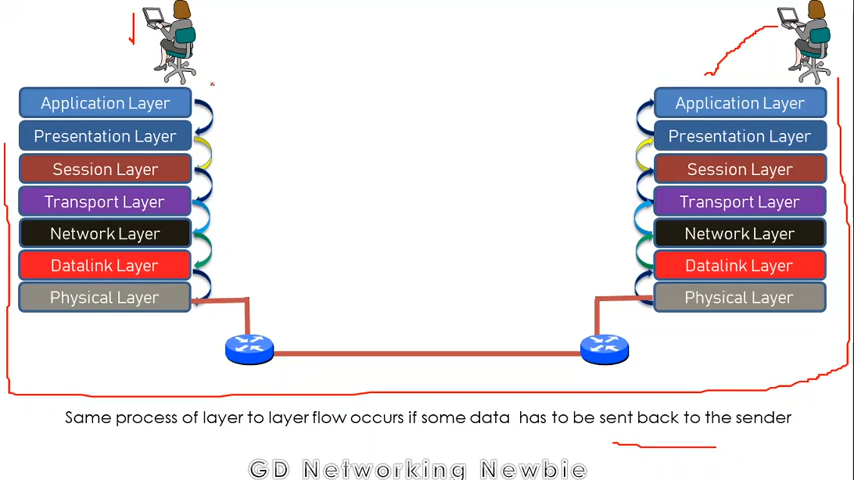 Application Layer Application Layer
Presentation Layer Presentation Layer
Session Layer Session Layer
Transport Layer Transport Layer
Network Layer Network Layer
Datalink Layer Datalink Layer
Physical Layer Physical Layer
Same process of layer to layer flow occurs if some data has to be sent back to the sender
GD Networking Newbie